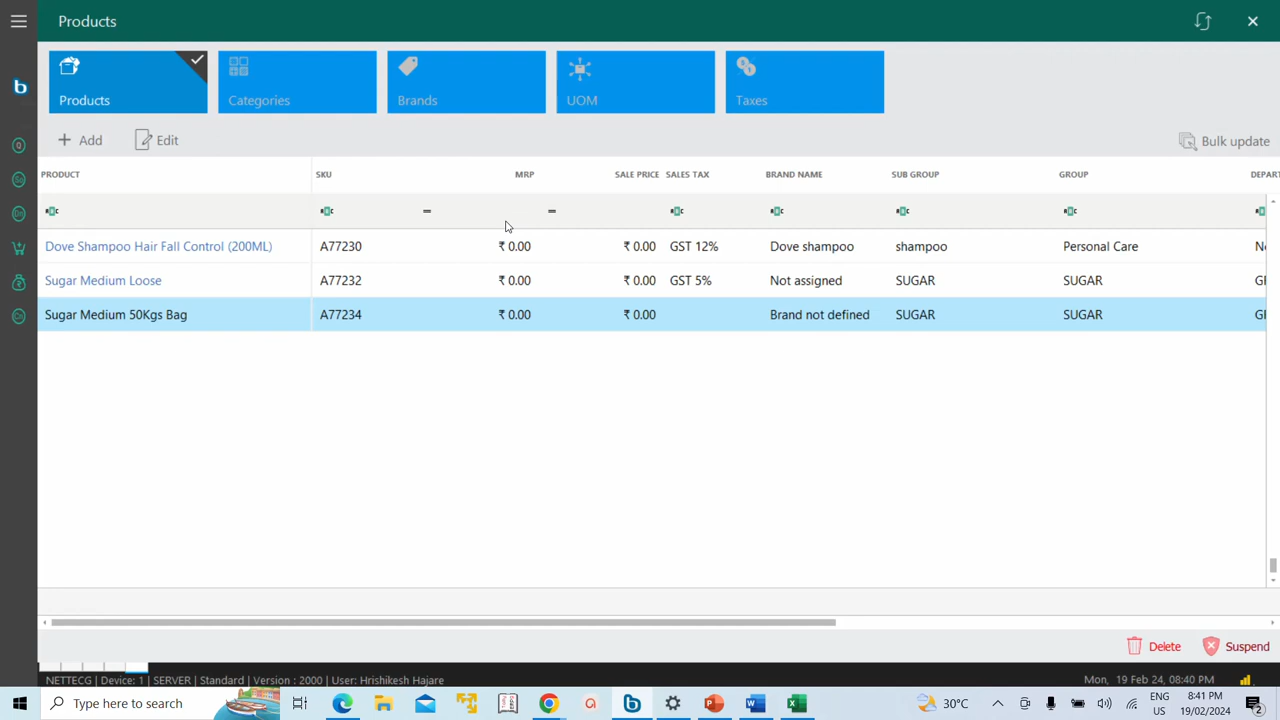 Products
Products
Categories
Brands
UOM
Taxes
Add
Edit
Bulk update
PRODUCT SKU MRP SALE PRICE SALES TAX BRAND NAME SUB GROUP GROUP DEPART
= =
Dove Shampoo Hair Fall Control (200ML) A77230 ₹ 0.00 ₹ 0.00 GST 12% Dove shampoo shampoo Personal Care
Sugar Medium Loose A77232 ₹ 0.00 ₹ 0.00 GST 5% Not assigned SUGAR SUGAR
Sugar Medium 50Kgs Bag A77234 ₹ 0.00 ₹ 0.00 Brand not defined SUGAR SUGAR
Delete Suspend
NETTECG | Device: 1 | SERVER | Standard | Version : 2000 | User: Hrishikesh Hajare Mon, 19 Feb 24, 08:40 PM
Type here to search
30°C
ENG
US
8:41 PM
19/02/2024
2